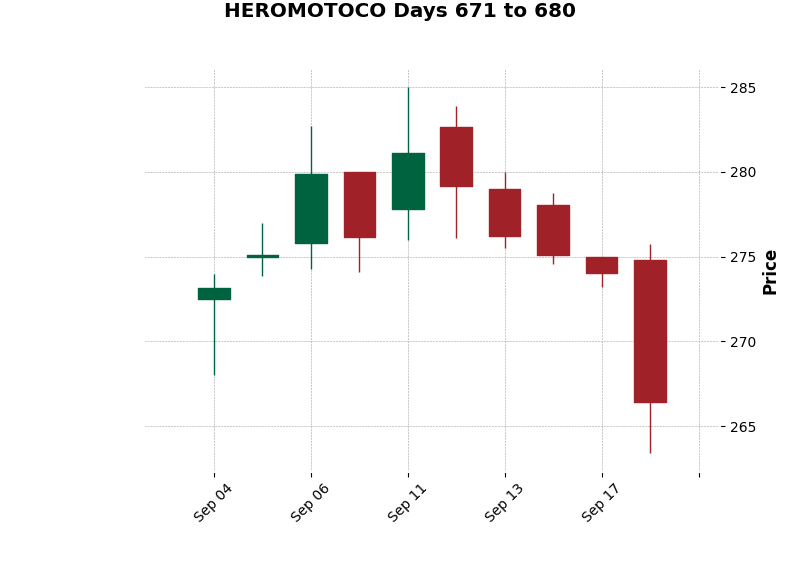 HEROMOTOCO Days 671 to 680
285
280
275
270
265
Price
Sep 04
Sep 06
Sep 11
Sep 13
Sep 17